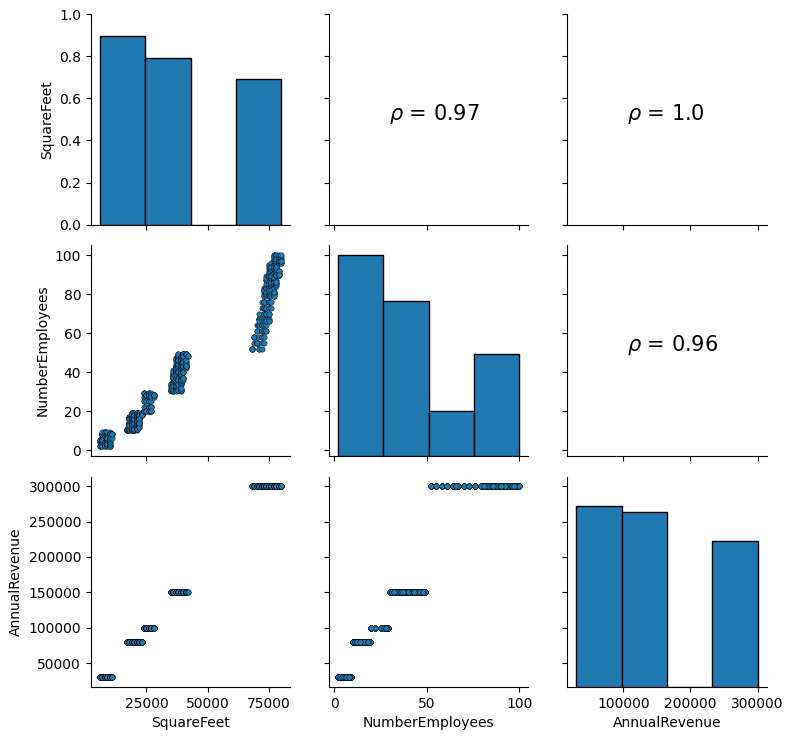 1.0
0.8
0.6
0.4
0.2
0.0
SquareFeet
ρ = 0.97
ρ = 1.0
100
80
60
40
20
0
NumberEmployees
ρ = 0.96
300000
250000
200000
150000
100000
50000
AnnualRevenue
25000 50000 75000
SquareFeet
0 50 100
NumberEmployees
100000 200000 300000
AnnualRevenue